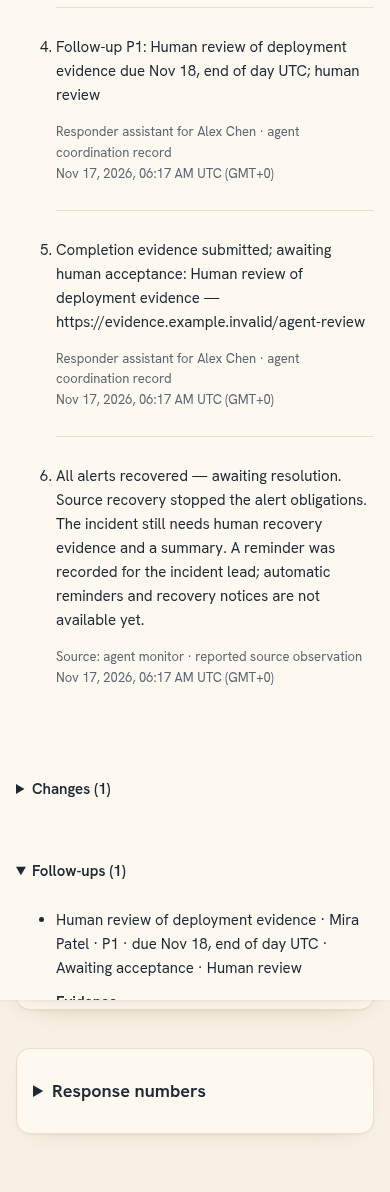 4. Follow-up P1: Human review of deployment
evidence due Nov 18, end of day UTC; human
review
Responder assistant for Alex Chen · agent
coordination record
Nov 17, 2026, 06:17 AM UTC (GMT+0)
5. Completion evidence submitted; awaiting
human acceptance: Human review of
deployment evidence —
https://evidence.example.invalid/agent-review
Responder assistant for Alex Chen · agent
coordination record
Nov 17, 2026, 06:17 AM UTC (GMT+0)
6. All alerts recovered — awaiting resolution.
Source recovery stopped the alert obligations.
The incident still needs human recovery
evidence and a summary. A reminder was
recorded for the incident lead; automatic
reminders and recovery notices are not
available yet.
Source: agent monitor · reported source observation
Nov 17, 2026, 06:17 AM UTC (GMT+0)
▶ Changes (1)
▼ Follow-ups (1)
• Human review of deployment evidence · Mira
Patel · P1 · due Nov 18, end of day UTC ·
Awaiting acceptance · Human review
▶ Response numbers